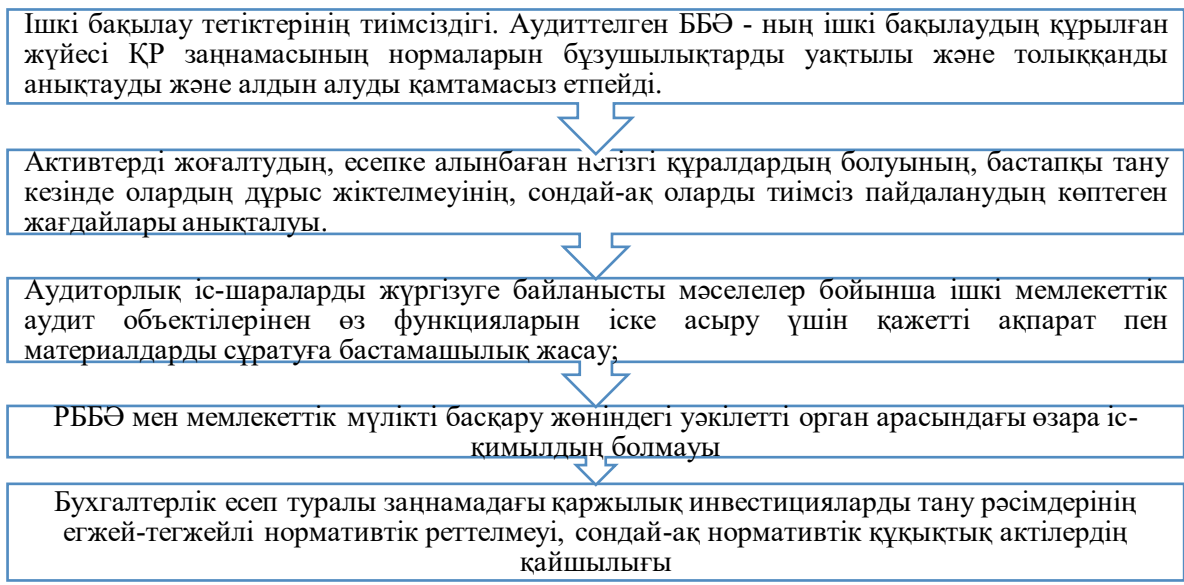 Ішкі бақылау тетіктерінің тиімсіздігі. Аудиттелген ББӘ - ның ішкі бақылаудың құрылған
жүйесі ҚР заңнамасының нормаларын бұзушылықтарды уақтылы және толыққанды
анықтауды және алдын алуды қамтамасыз етпейді.
Активтерді жоғалтудың, есепке алынбаған негізгі құралдардың болуының, бастапқы тану
кезінде олардың дұрыс жіктелмеуінің, сондай-ақ оларды тиімсіз пайдаланудың көптеген
жағдайлары анықталуы.
Аудиторлық іс-шараларды жүргізуге байланысты мәселелер бойынша ішкі мемлекеттік
аудит объектілерінен өз функцияларын іске асыру үшін қажетті ақпарат пен
материалдарды сұратуға бастамашылық жасау;
РББӘ мен мемлекеттік мүлікті басқару жөніндегі уәкілетті орган арасындағы өзара іс-
қимылдың болмауы
Бухгалтерлік есеп туралы заңнамадағы қаржылық инвестицияларды тану рәсімдерінің
егжей-тегжейлі нормативтік реттелмеуі, сондай-ақ нормативтік құқықтық актілердің
қайшылығы